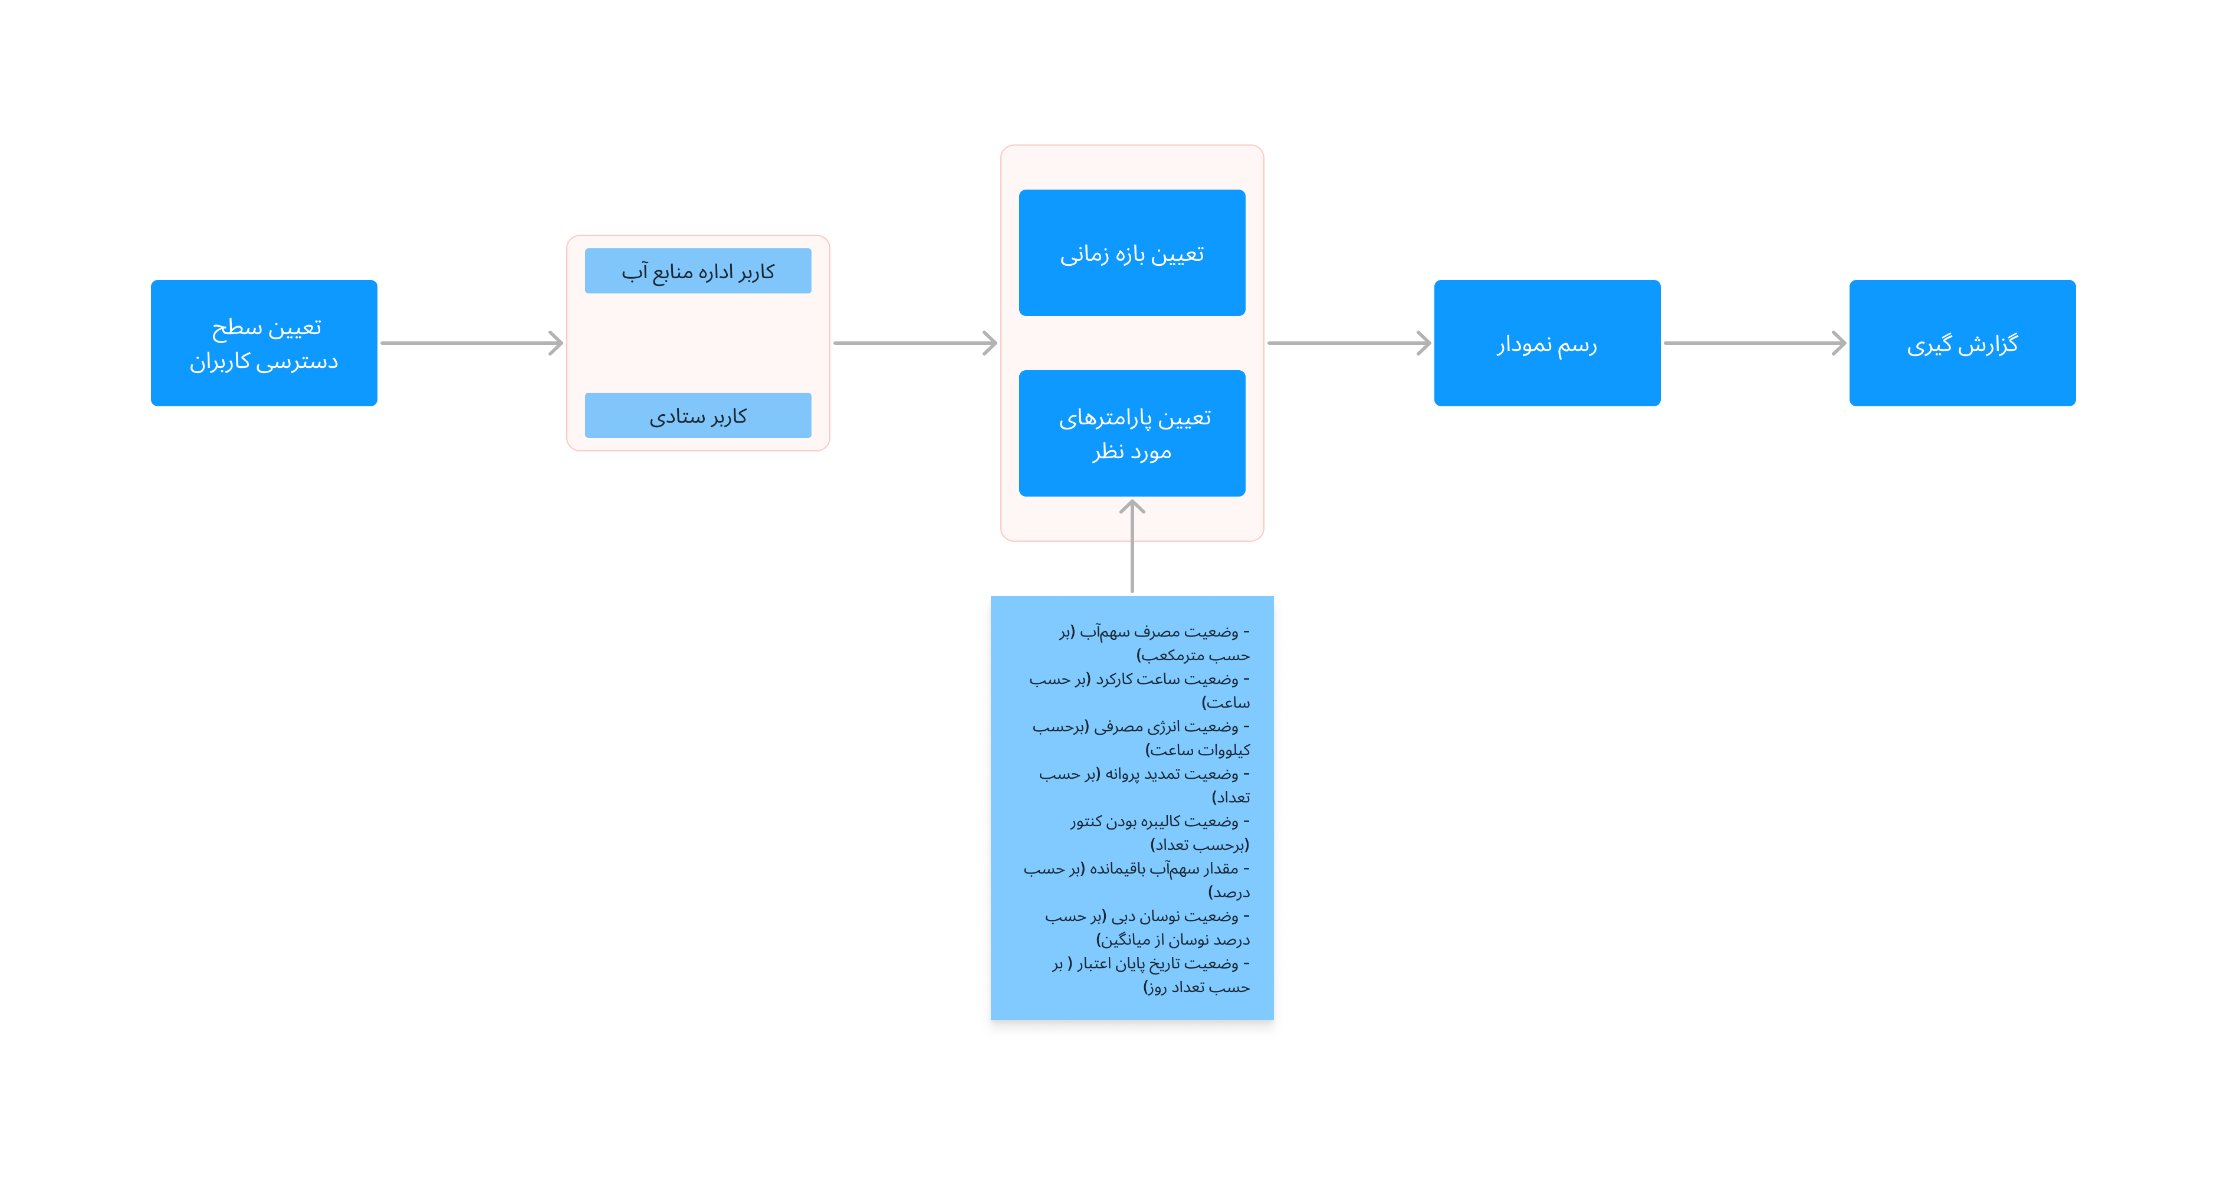 تعیین سطح
دسترسی کاربران
کاربر اداره منابع آب
کاربر ستادی
تعیین بازه زمانی
تعیین پارامترهای
مورد نظر
- وضعیت مصرف سهم‌آب (بر
حسب مترمکعب)
- وضعیت ساعت کارکرد (بر حسب
ساعت)
- وضعیت انرژی مصرفی (برحسب
کیلووات ساعت)
- وضعیت تمدید پروانه (بر حسب
تعداد)
- وضعیت کالیبره بودن کنتور
(برحسب تعداد)
- مقدار سهم‌آب باقیمانده (بر حسب
درصد)
- وضعیت نوسان دبی (بر حسب
درصد نوسان از میانگین)
- وضعیت تاریخ پایان اعتبار ( بر
حسب تعداد روز)
رسم نمودار
گزارش گیری